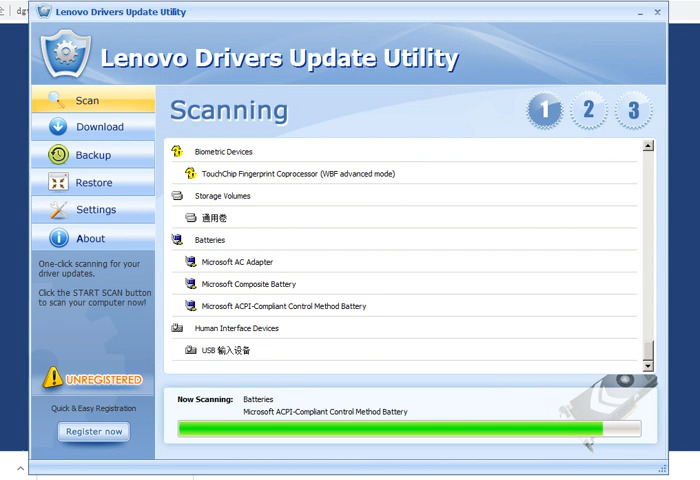 dg
Lenovo Drivers Update Utility
Lenovo Drivers Update Utility
Scan
Download
Backup
Restore
Settings
About
One-click scanning for your
driver updates.
Click the START SCAN button
to scan your computer now!
UNREGISTERED
Quick & Easy Registration
Register now
Scanning
1 2 3
Biometric Devices
TouchChip Fingerprint Coprocessor (WBF advanced mode)
Storage Volumes
通用卷
Batteries
Microsoft AC Adapter
Microsoft Composite Battery
Microsoft ACPI-Compliant Control Method Battery
Human Interface Devices
USB 输入设备
Now Scanning: Batteries
Microsoft ACPI-Compliant Control Method Battery